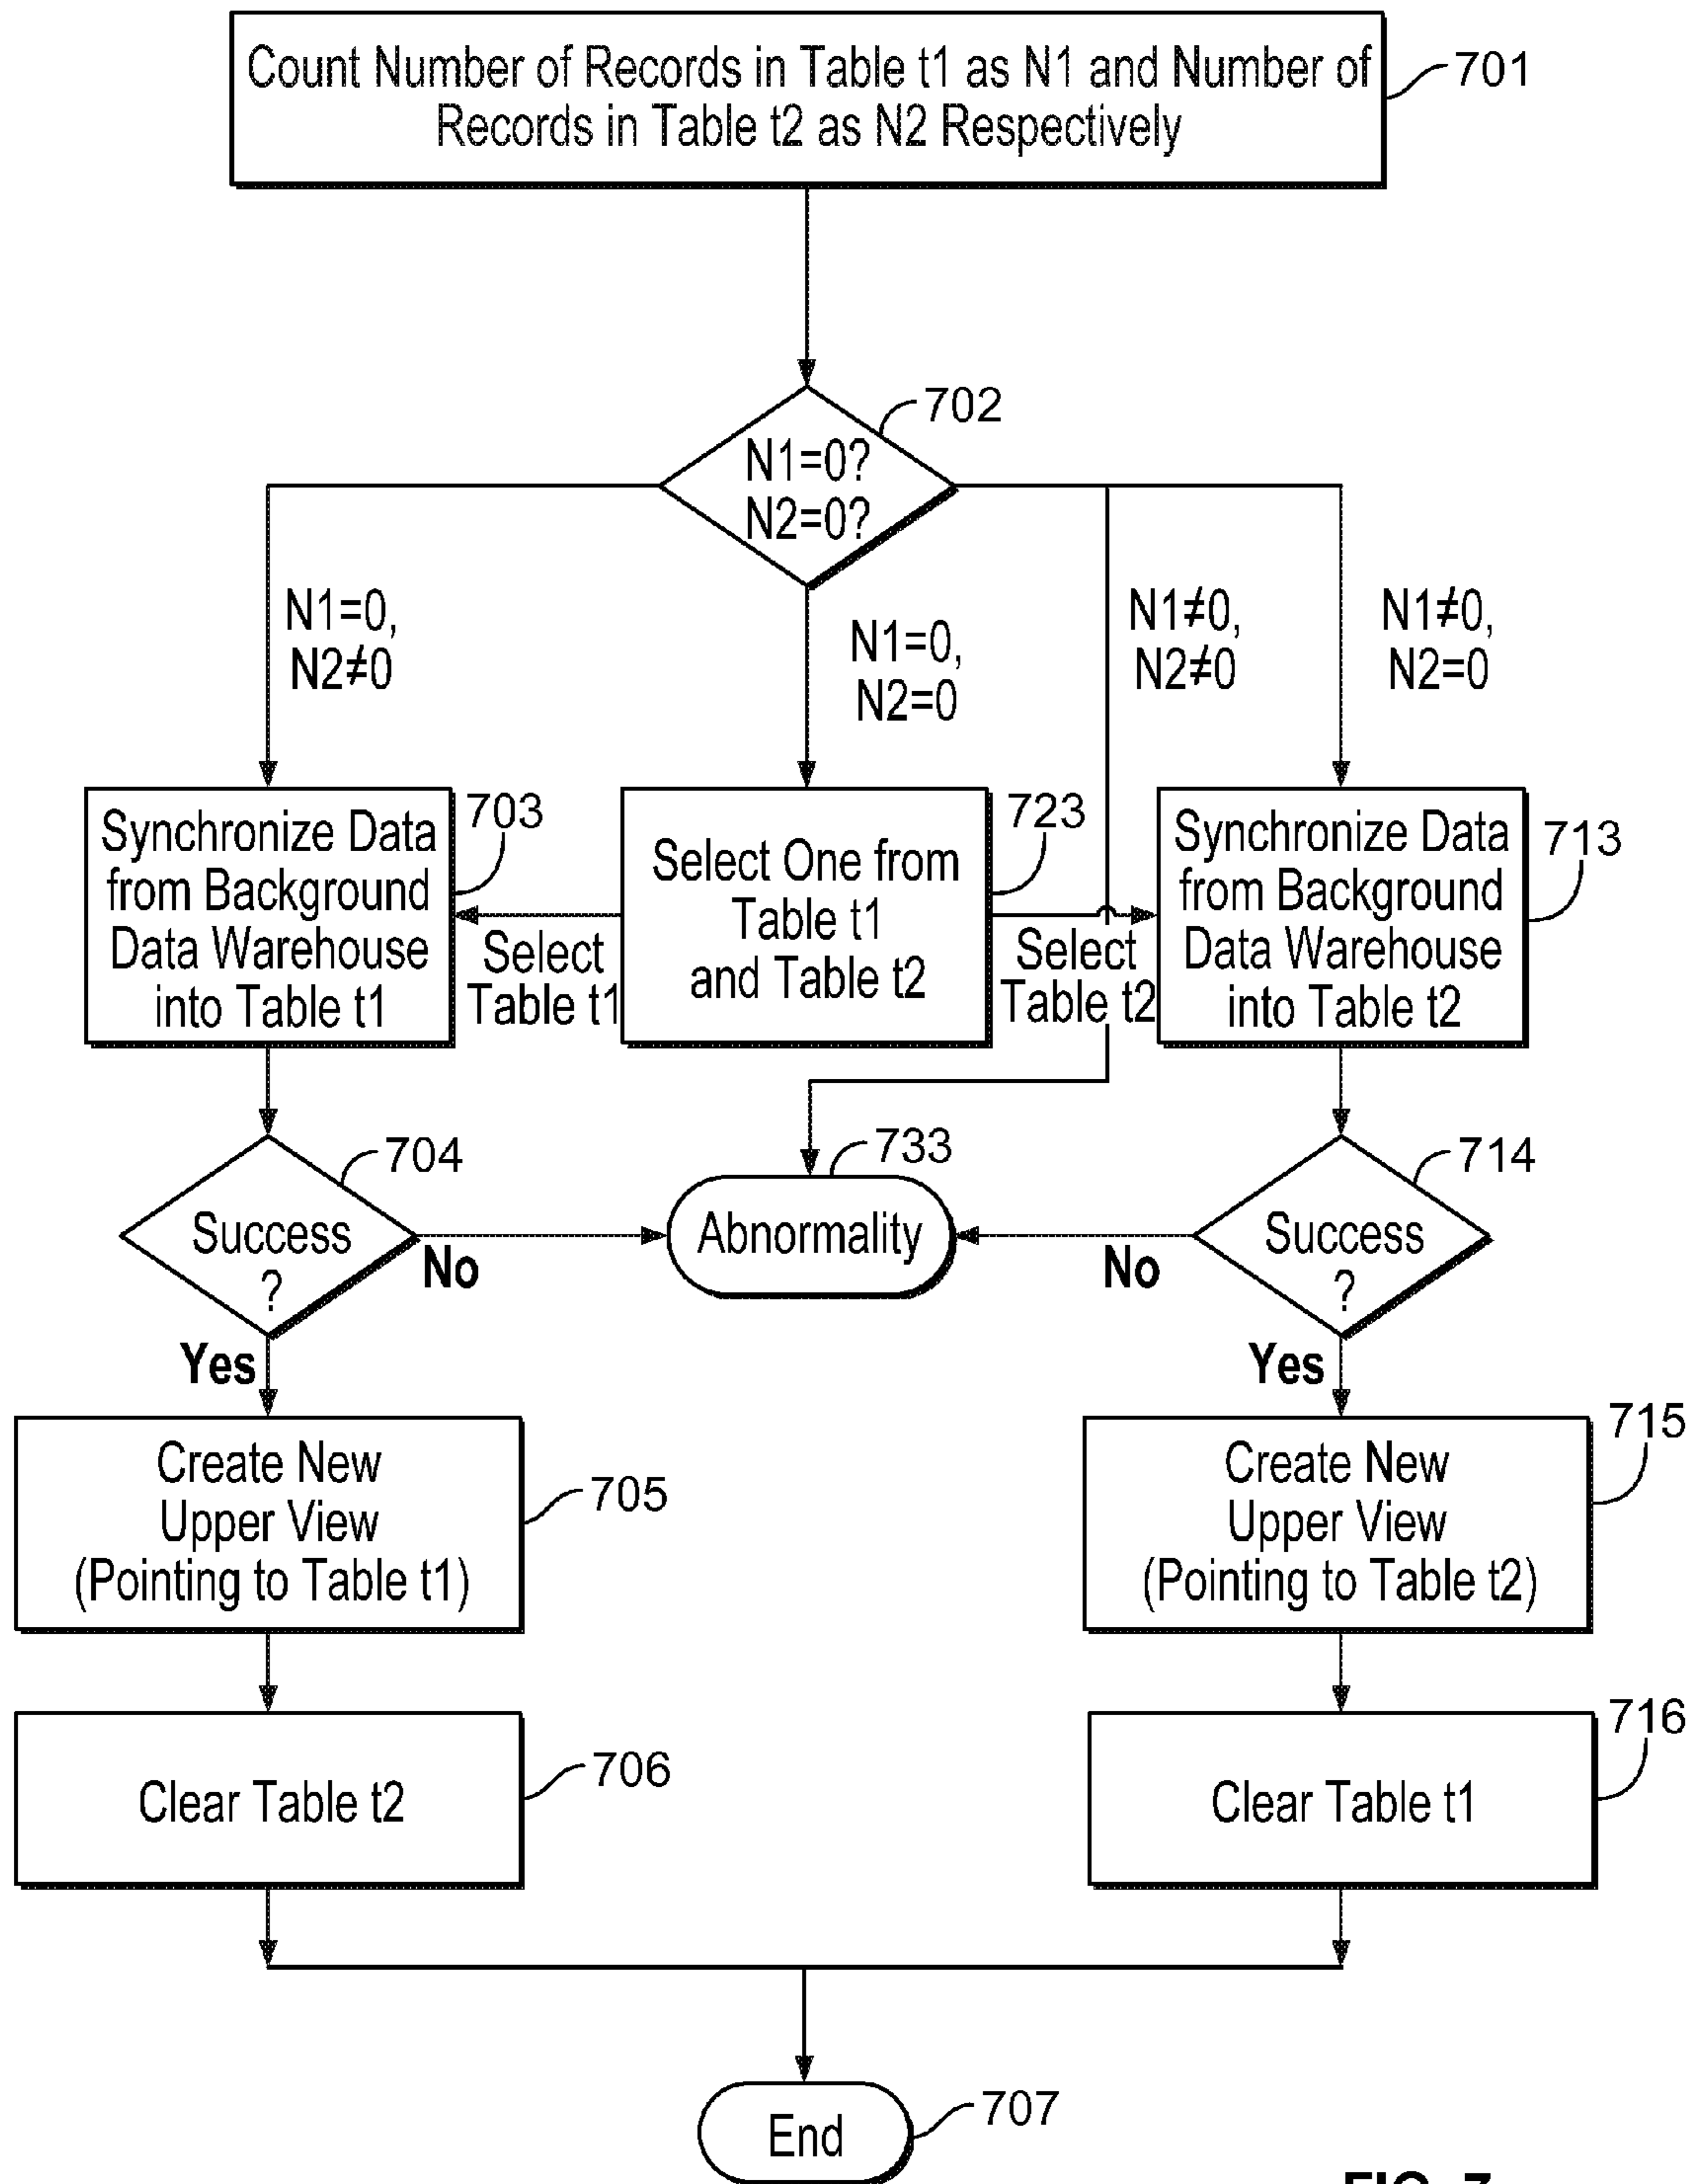 Count Number of Records in Table t1 as N1 and Number of
Records in Table t2 as N2 Respectively
701
702
N1=0?
N2=0?
N1=0,
N2≠0
N1=0,
N2=0
N1≠0,
N2≠0
N1≠0,
N2=0
Synchronize Data
from Background
Data Warehouse
into Table t1
703
Select
Table t1
Select One from
Table t1
and Table t2
723
Select
Table t2
Synchronize Data
from Background
Data Warehouse
into Table t2
713
704
Success
?
No
Yes
733
Abnormality
714
Success
?
No
Yes
Create New
Upper View
(Pointing to Table t1)
705
Create New
Upper View
(Pointing to Table t2)
715
Clear Table t2
706
Clear Table t1
716
End
707